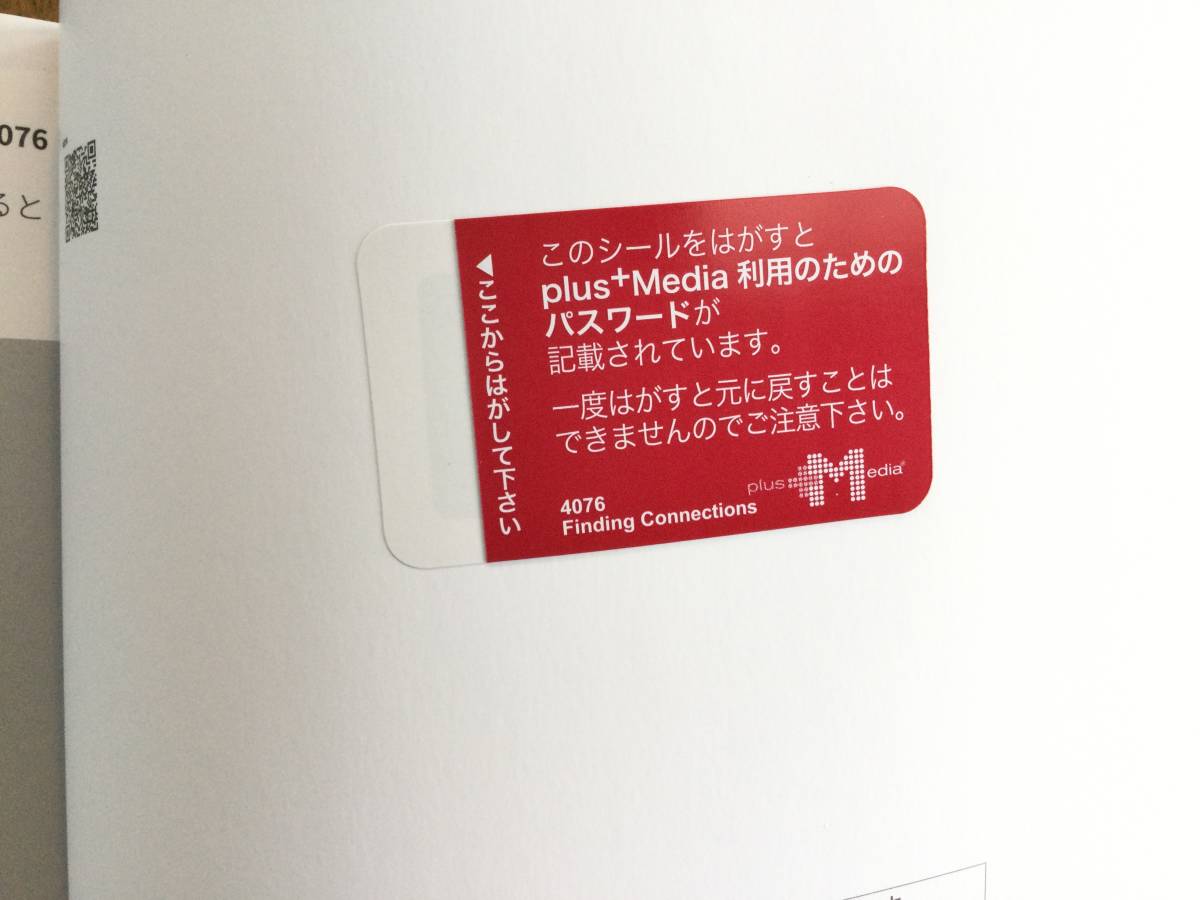 076
ると
ここからはがして下さい
このシールをはがすと
plus+Media 利用のための
パスワードが
記載されています。
一度はがすと元に戻すことは
できませんのでご注意下さい。
plus Media
4076
Finding Connections